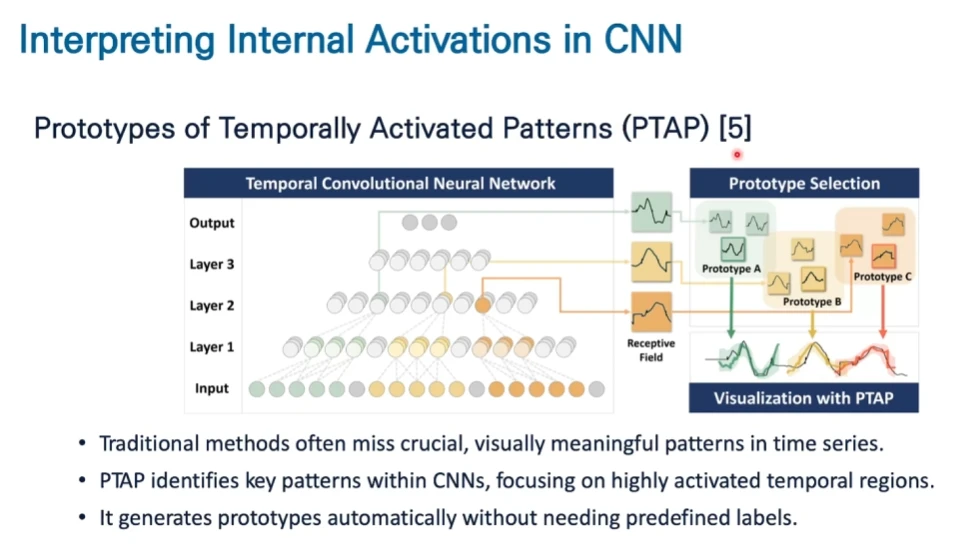 Interpreting Internal Activations in CNN
Prototypes of Temporally Activated Patterns (PTAP) [5]
Temporal Convolutional Neural Network
Output
Layer 3
Layer 2
Layer 1
Input
Receptive
Field
Prototype Selection
Prototype A
Prototype B
Prototype C
Visualization with PTAP
• Traditional methods often miss crucial, visually meaningful patterns in time series.
• PTAP identifies key patterns within CNNs, focusing on highly activated temporal regions.
• It generates prototypes automatically without needing predefined labels.